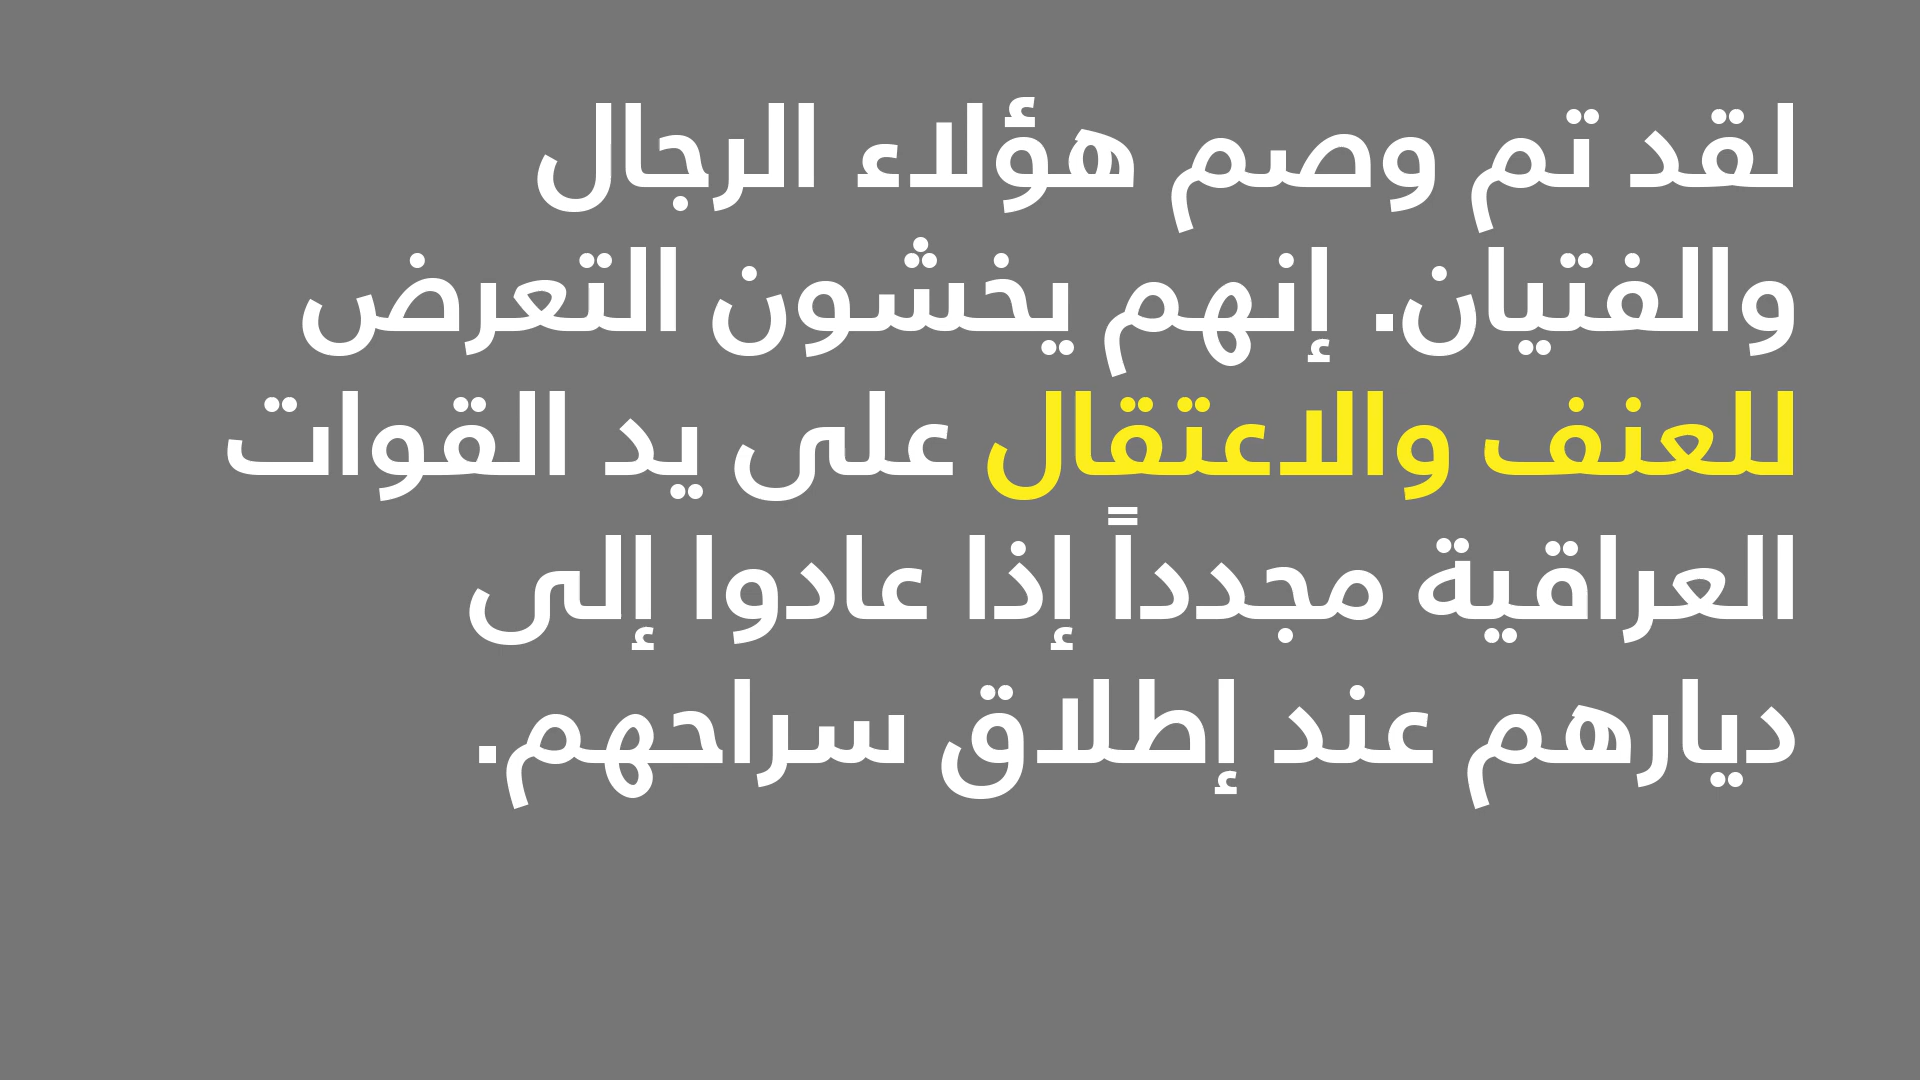 لقد تم وصم هؤلاء الرجال
والفتيان. إنهم يخشون التعرض
للعنف والاعتقال على يد القوات
العراقية مجدداً إذا عادوا إلى
ديارهم عند إطلاق سراحهم.